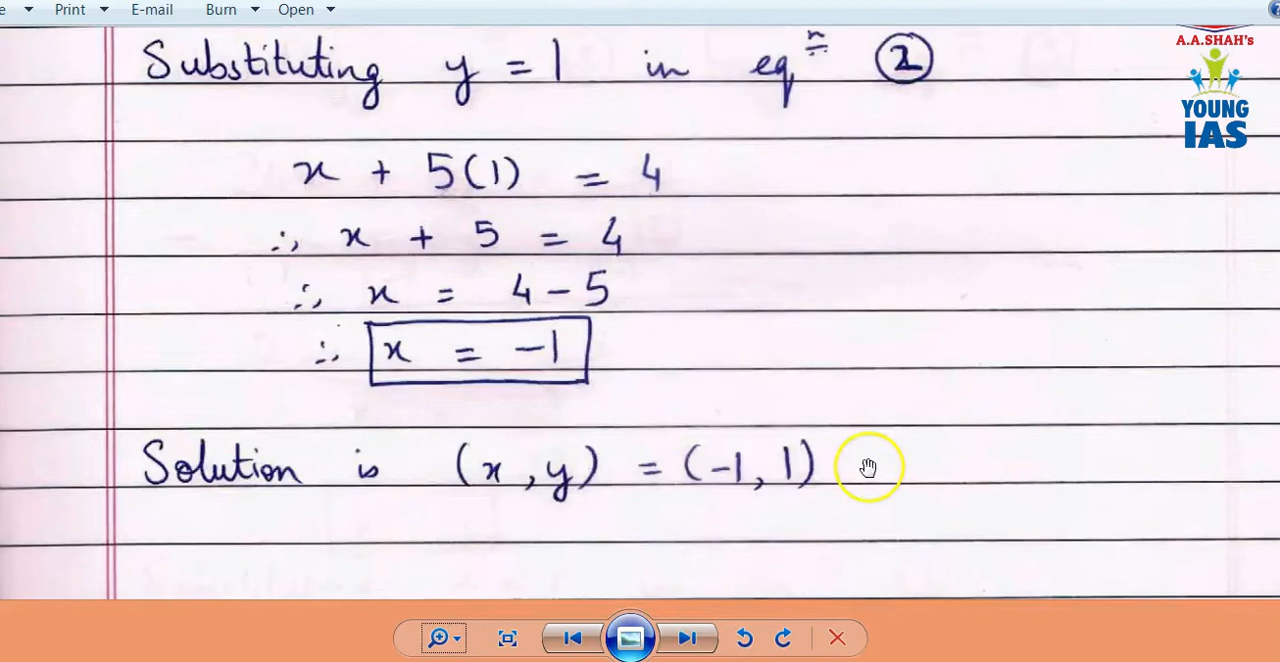 Print E-mail Burn Open
A.A.SHAH's
YOUNG
IAS
Substituting y = 1 in eqⁿ ②
x + 5(1) = 4
∴ x + 5 = 4
∴ x = 4 - 5
∴ x = -1
Solution is (x, y) = (-1, 1)